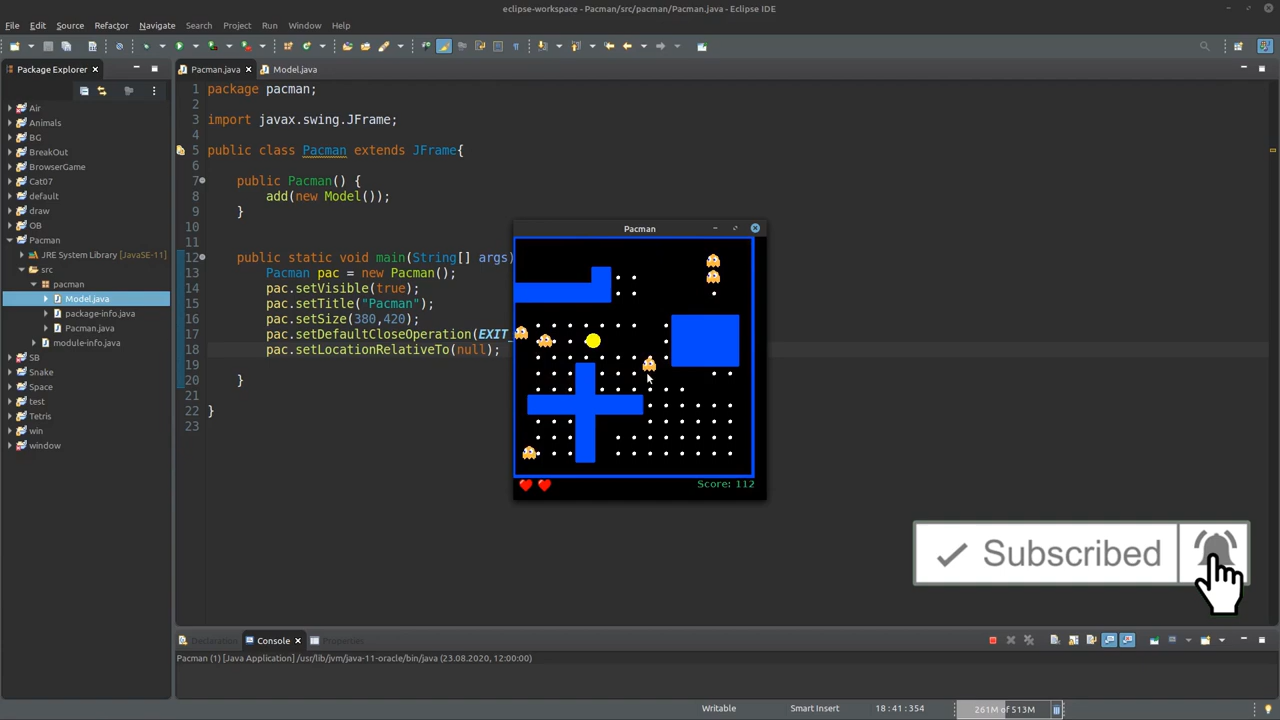 eclipse-workspace - Pacman/src/pacman/Pacman.java - Eclipse IDE
File Edit Source Refactor Navigate Search Project Run Window Help
Package Explorer
Pacman.java
Model.java
Air
Animals
BG
BreakOut
BrowserGame
Cat07
default
draw
OB
Pacman
JRE System Library [JavaSE-11]
src
pacman
Model.java
package-info.java
Pacman.java
module-info.java
SB
Snake
Space
test
Tetris
win
window
1 package pacman;
2
3 import javax.swing.JFrame;
4
5 public class Pacman extends JFrame{
6
7 public Pacman() {
8 add(new Model());
9 }
10
11
12 public static void main(String[] args)
13 Pacman pac = new Pacman();
14 pac.setVisible(true);
15 pac.setTitle("Pacman");
16 pac.setSize(380,420);
17 pac.setDefaultCloseOperation(EXIT_
18 pac.setLocationRelativeTo(null);
19
20 }
21
22 }
23
Pacman
Score: 112
Subscribed
Declaration Console Properties
Pacman (1) [Java Application] /usr/lib/jvm/java-11-oracle/bin/java (23.08.2020, 12:00:00)
Writable Smart Insert 18:41:354 261M of 513M